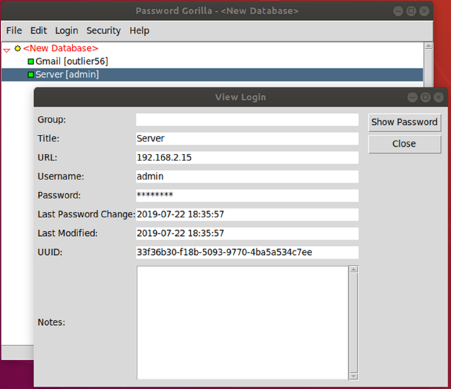 Password Gorilla - <New Database>
File Edit Login Security Help
<New Database>
Gmail [outlier56]
Server [admin]
View Login
Group:
Show Password
Title: Server
Close
URL: 192.168.2.15
Username: admin
Password: ********
Last Password Change: 2019-07-22 18:35:57
Last Modified: 2019-07-22 18:35:57
UUID: 33f36b30-f18b-5093-9770-4ba5a534c7ee
Notes: